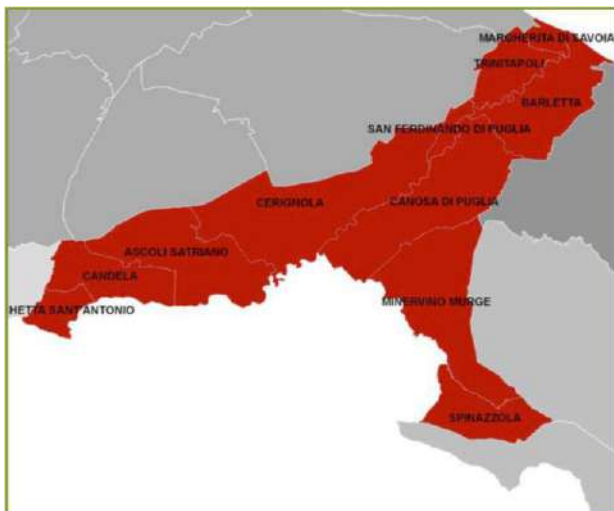 MARGHERITA DI SAVOIA
TRINITAPOLI
BARLETTA
SAN FERDINANDO DI PUGLIA
CERIGNOLA
CANOSA DI PUGLIA
ASCOLI SATRIANO
CANDELA
HETTA SANT'ANTONIO
MINERVINO MURGE
SPINAZZOLA